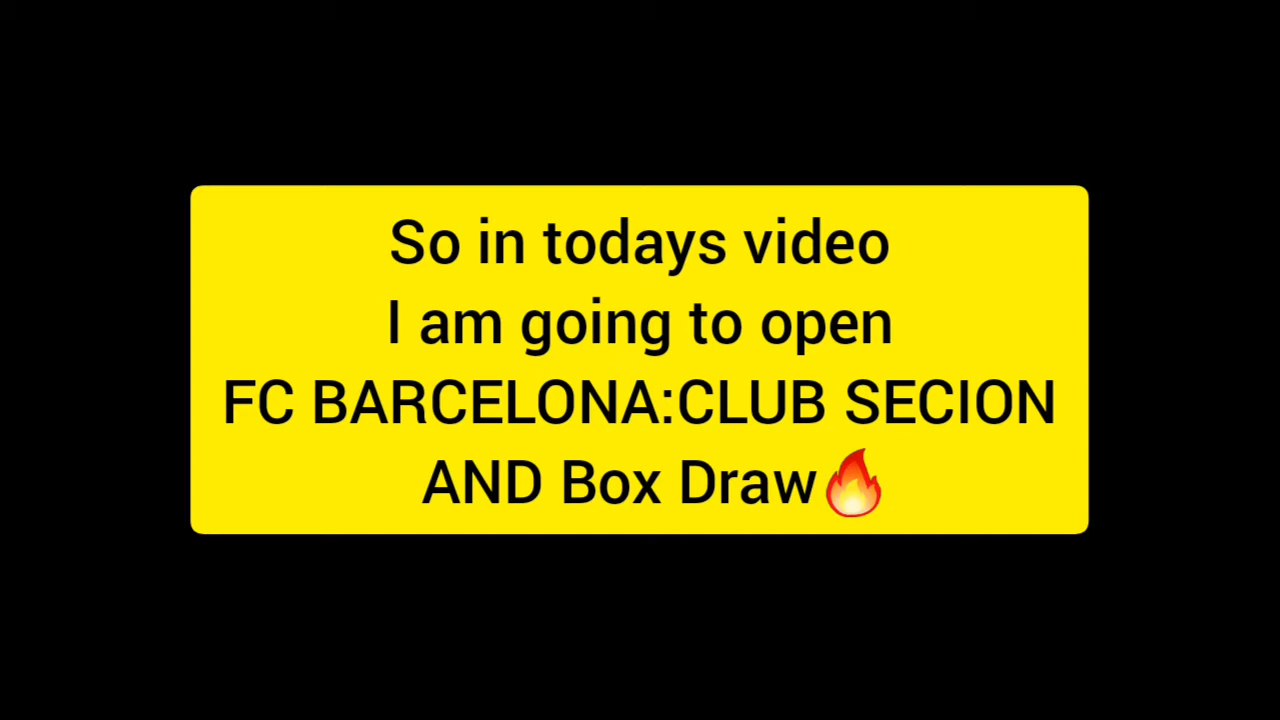 So in todays video
I am going to open
FC BARCELONA:CLUB SECION
AND Box Draw🔥